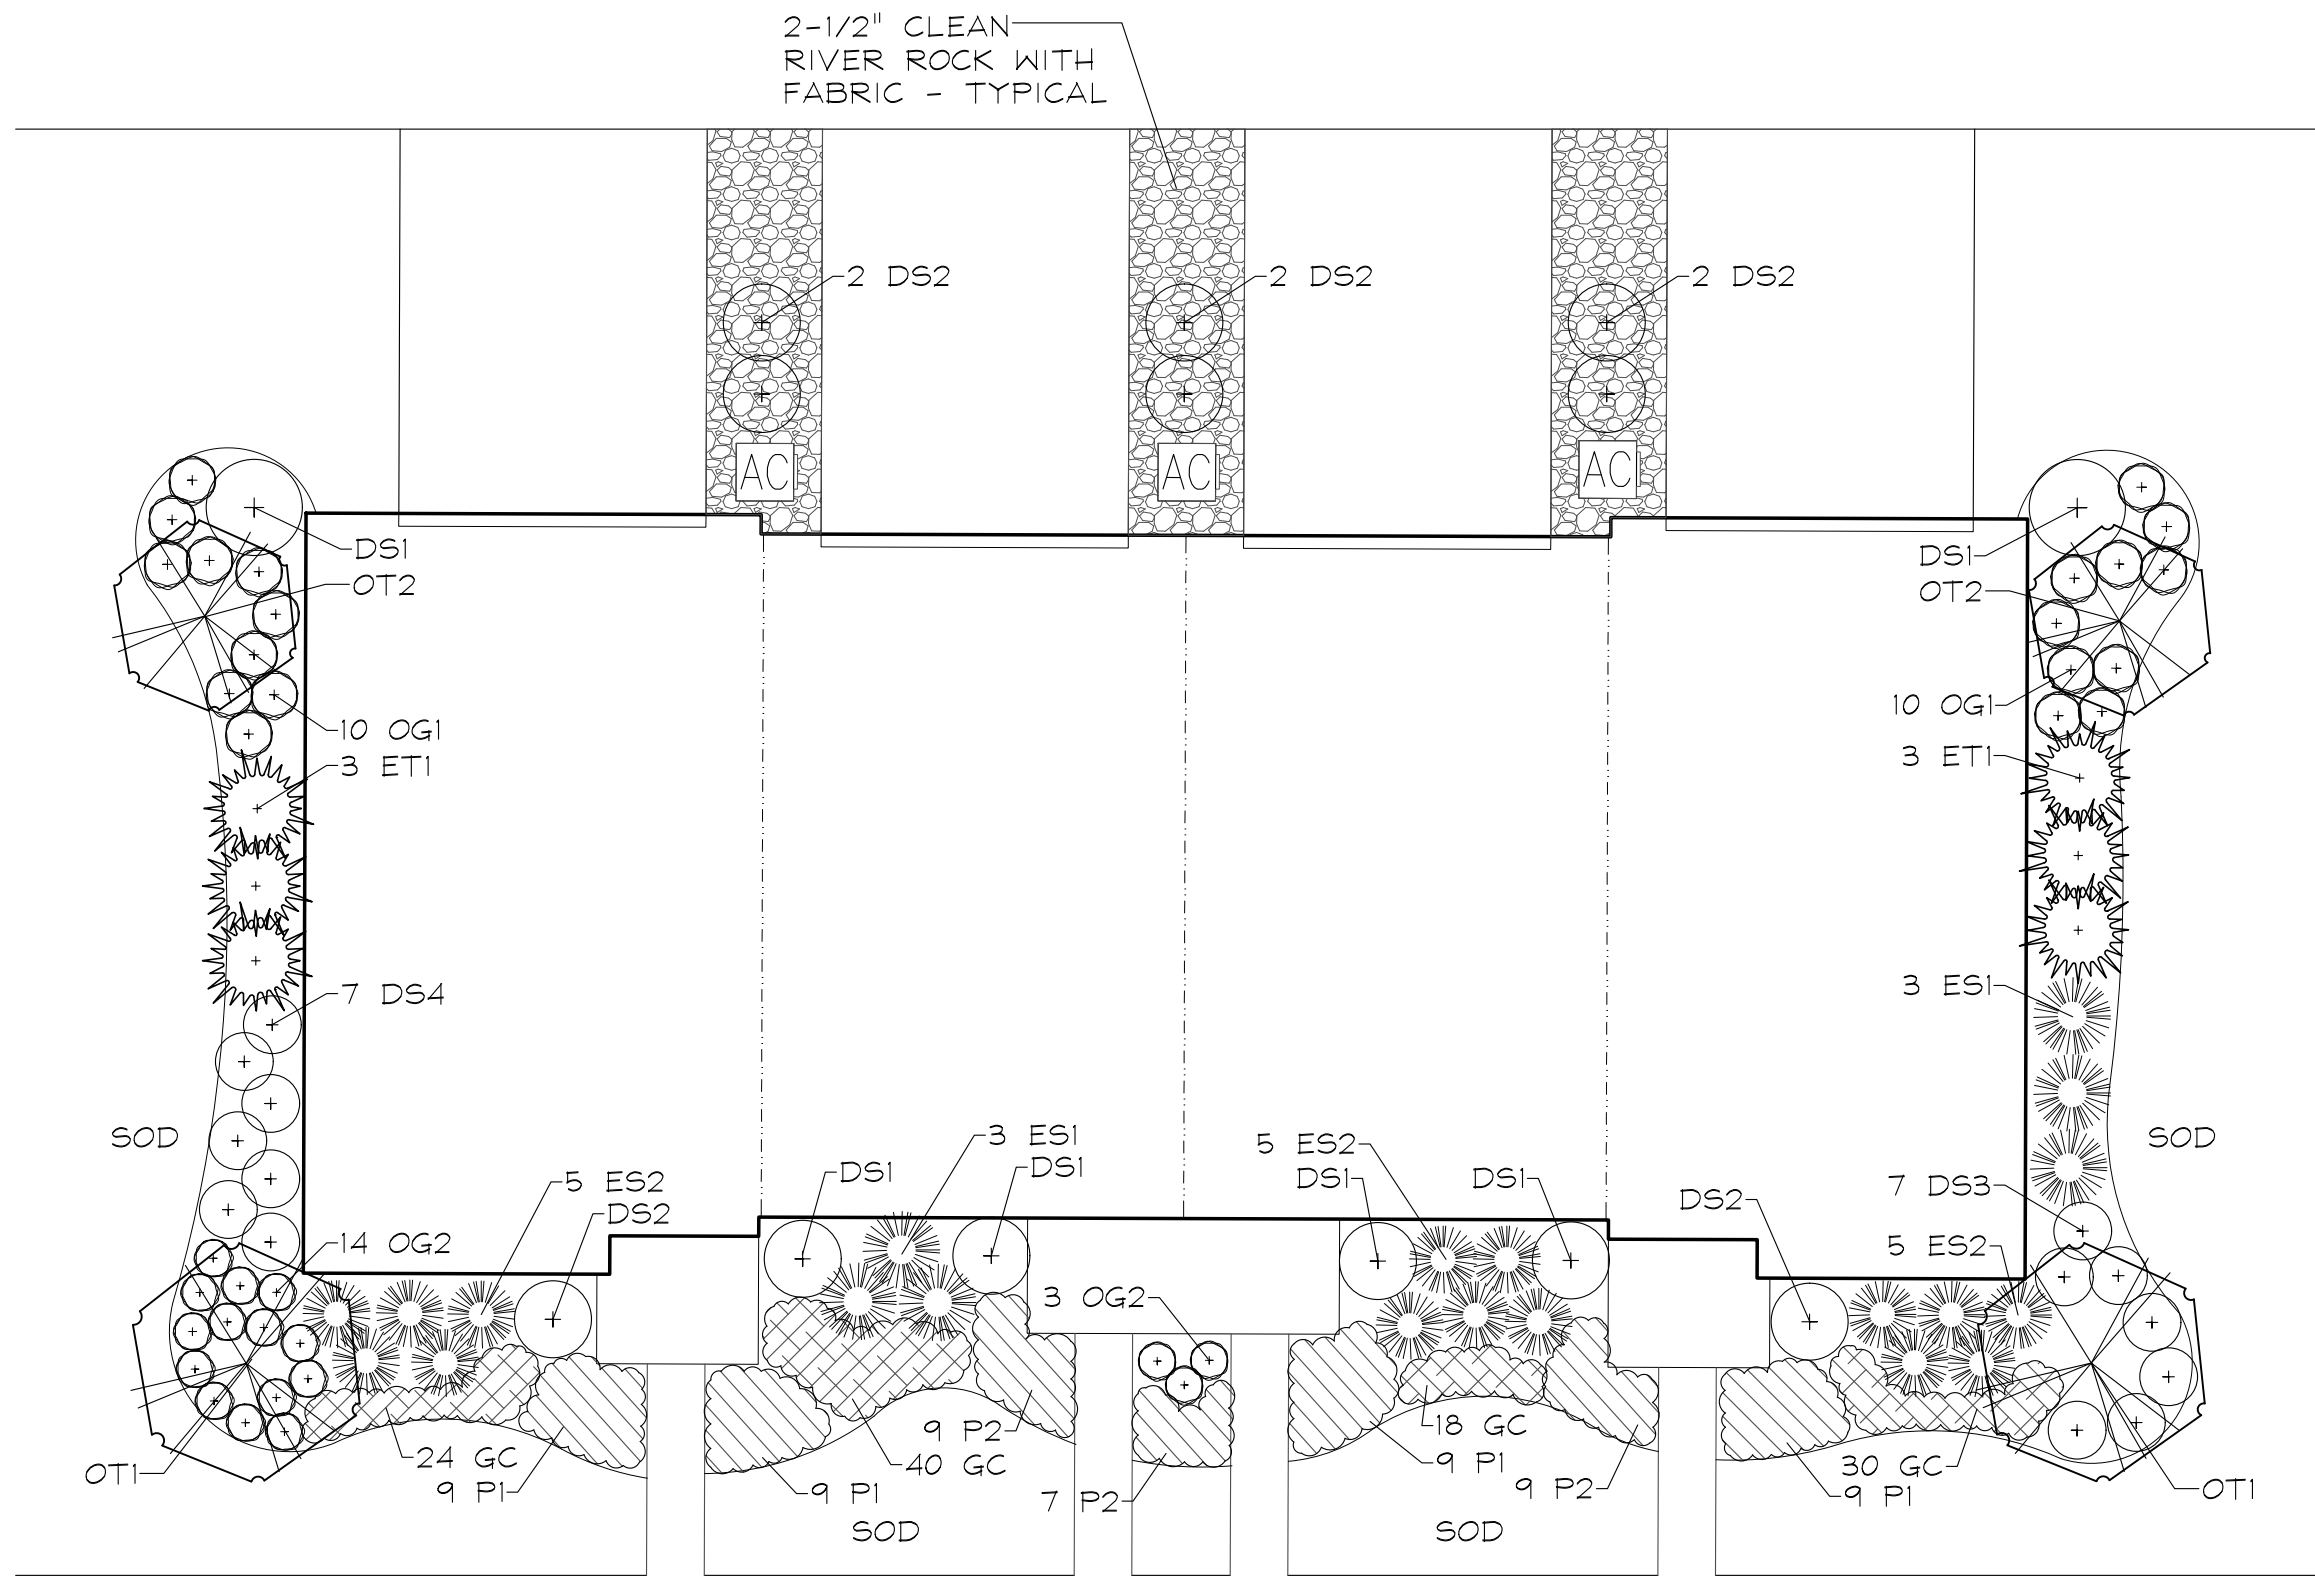 2-1/2" CLEAN
RIVER ROCK WITH
FABRIC - TYPICAL
2 DS2
2 DS2
2 DS2
AC
AC
AC
DS1
OT2
DS1
OT2
10 OG1
3 ET1
10 OG1
3 ET1
7 DS4
3 ES1
SOD
SOD
3 ES1
DS1
DS1
5 ES2
DS1
DS1
5 ES2
DS2
DS2
7 DS3
5 ES2
14 OG2
3 OG2
24 GC
9 P1
OT1
9 P2
40 GC
9 P1
7 P2
18 GC
9 P1
9 P2
30 GC
9 P1
OT1
SOD
SOD